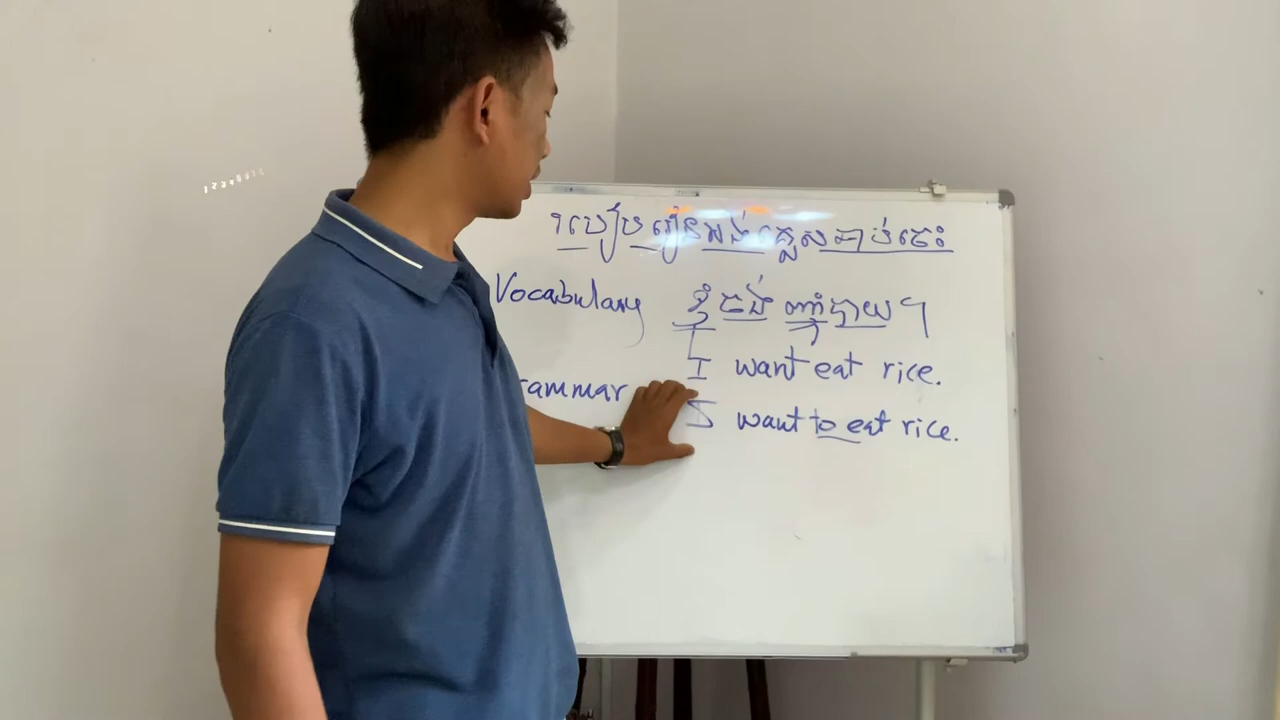 របៀបរៀនអង់គ្លេសឆាប់ចេះ
Vocabulary ខ្ញុំចង់ញ៉ាំបាយ។
I want eat rice.
rammar
I want to eat rice.